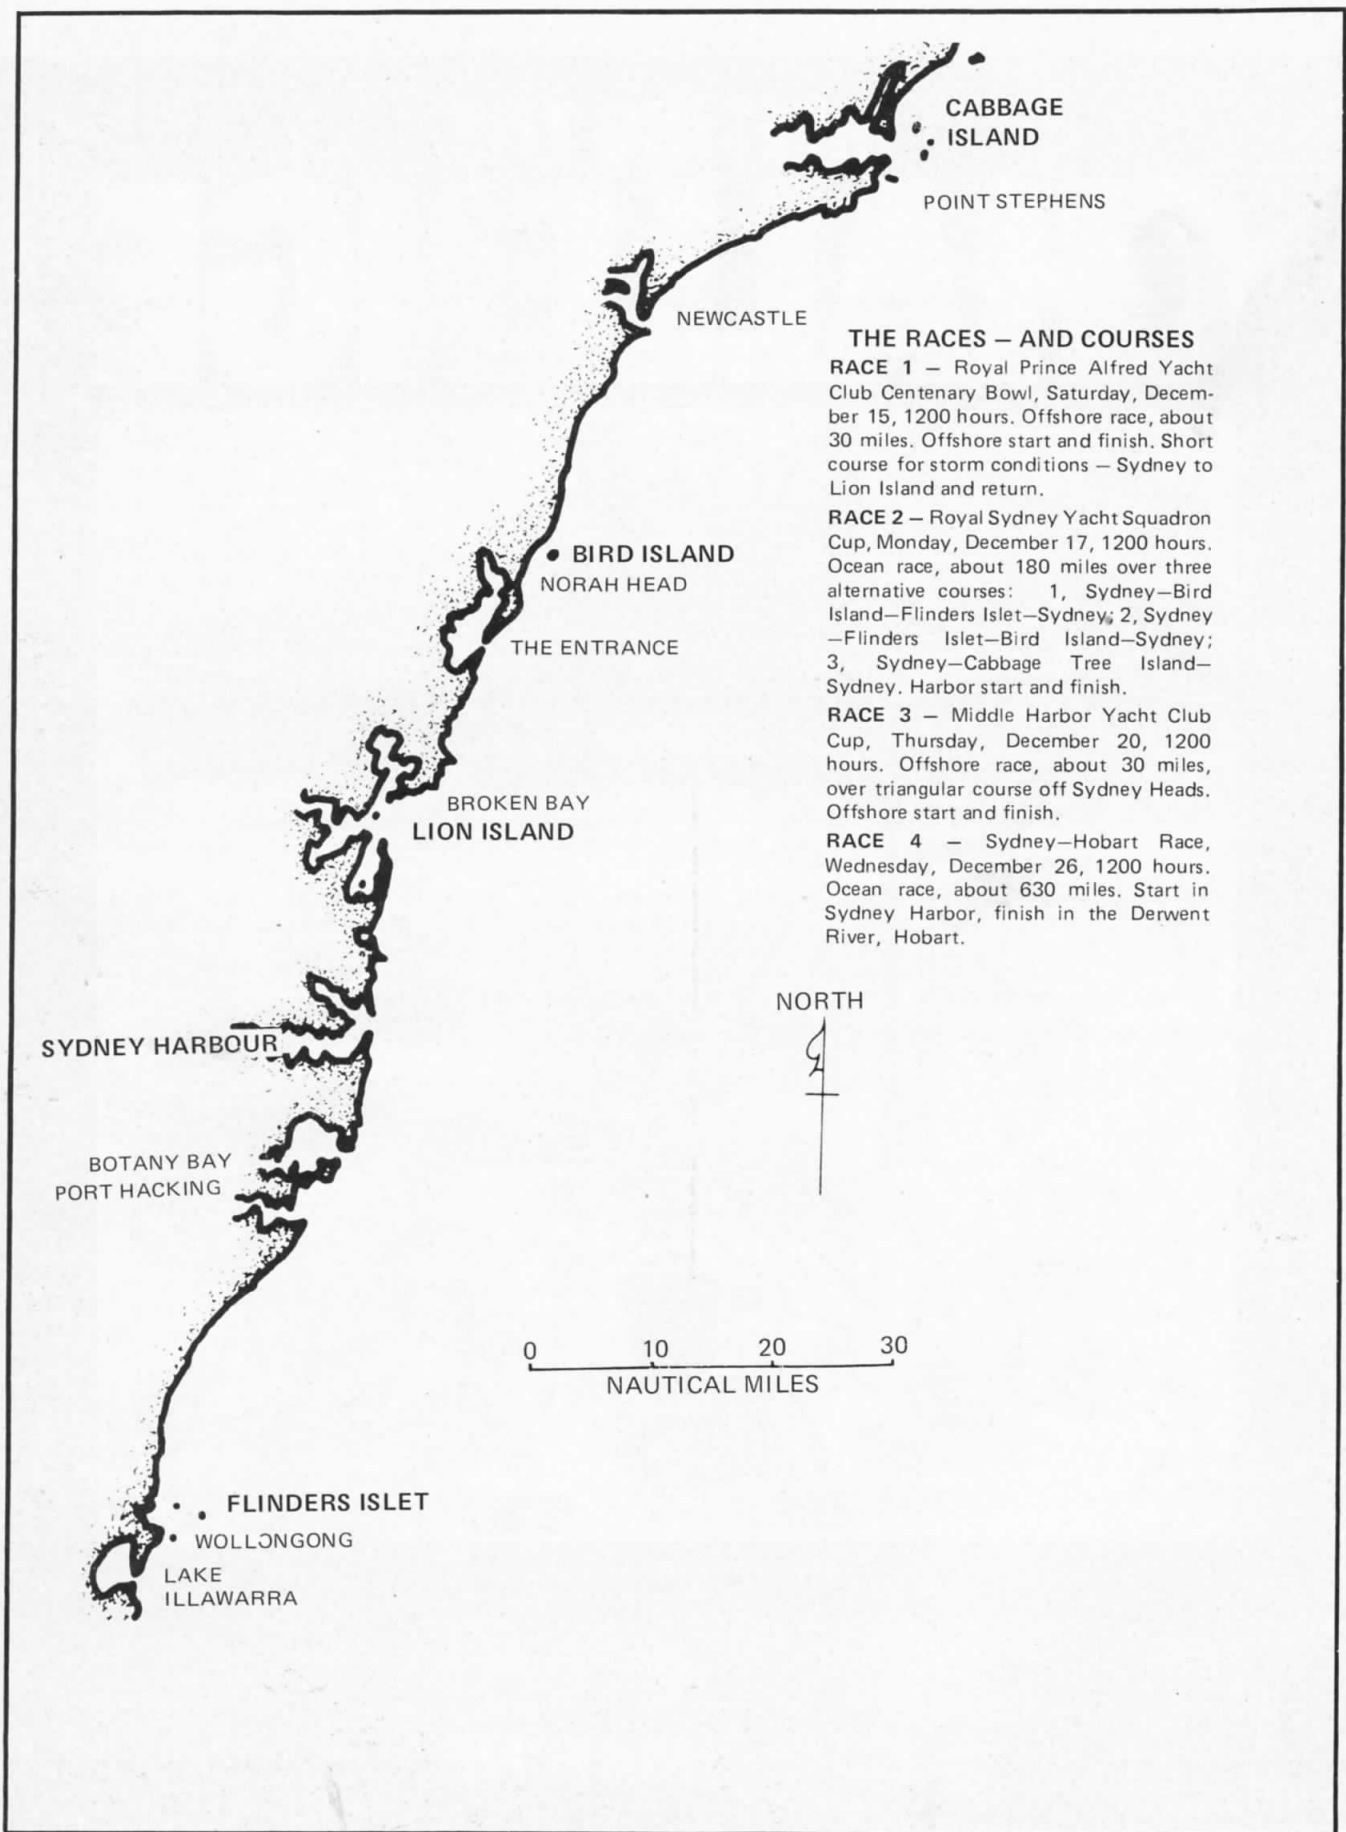 CABBAGE
ISLAND
POINT STEPHENS
NEWCASTLE
THE RACES – AND COURSES
RACE 1 – Royal Prince Alfred Yacht
Club Centenary Bowl, Saturday, Decem-
ber 15, 1200 hours. Offshore race, about
30 miles. Offshore start and finish. Short
course for storm conditions – Sydney to
Lion Island and return.
RACE 2 – Royal Sydney Yacht Squadron
Cup, Monday, December 17, 1200 hours.
Ocean race, about 180 miles over three
alternative courses: 1, Sydney–Bird
Island–Flinders Islet–Sydney; 2, Sydney
–Flinders Islet–Bird Island–Sydney;
3, Sydney–Cabbage Tree Island–
Sydney. Harbor start and finish.
RACE 3 – Middle Harbor Yacht Club
Cup, Thursday, December 20, 1200
hours. Offshore race, about 30 miles,
over triangular course off Sydney Heads.
Offshore start and finish.
RACE 4 – Sydney–Hobart Race,
Wednesday, December 26, 1200 hours.
Ocean race, about 630 miles. Start in
Sydney Harbor, finish in the Derwent
River, Hobart.
BIRD ISLAND
NORAH HEAD
THE ENTRANCE
BROKEN BAY
LION ISLAND
NORTH
SYDNEY HARBOUR
BOTANY BAY
PORT HACKING
0 10 20 30
NAUTICAL MILES
FLINDERS ISLET
WOLLONGONG
LAKE
ILLAWARRA